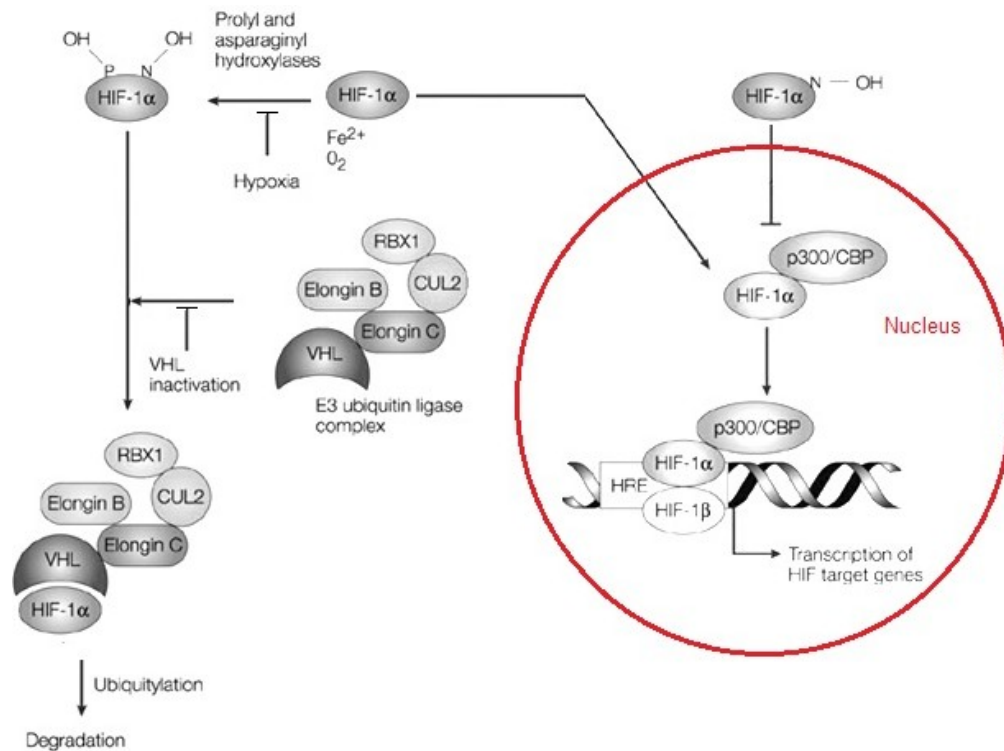 OH
OH
P
N
HIF-1α
Prolyl and
asparaginyl
hydroxylases
HIF-1α
Fe2+
O2
Hypoxia
HIF-1α
N
OH
RBX1
Elongin B
CUL2
Elongin C
VHL
E3 ubiquitin ligase
complex
VHL
inactivation
p300/CBP
HIF-1α
Nucleus
p300/CBP
HIF-1α
HRE
HIF-1β
Transcription of
HIF target genes
RBX1
Elongin B
CUL2
Elongin C
VHL
HIF-1α
Ubiquitylation
Degradation